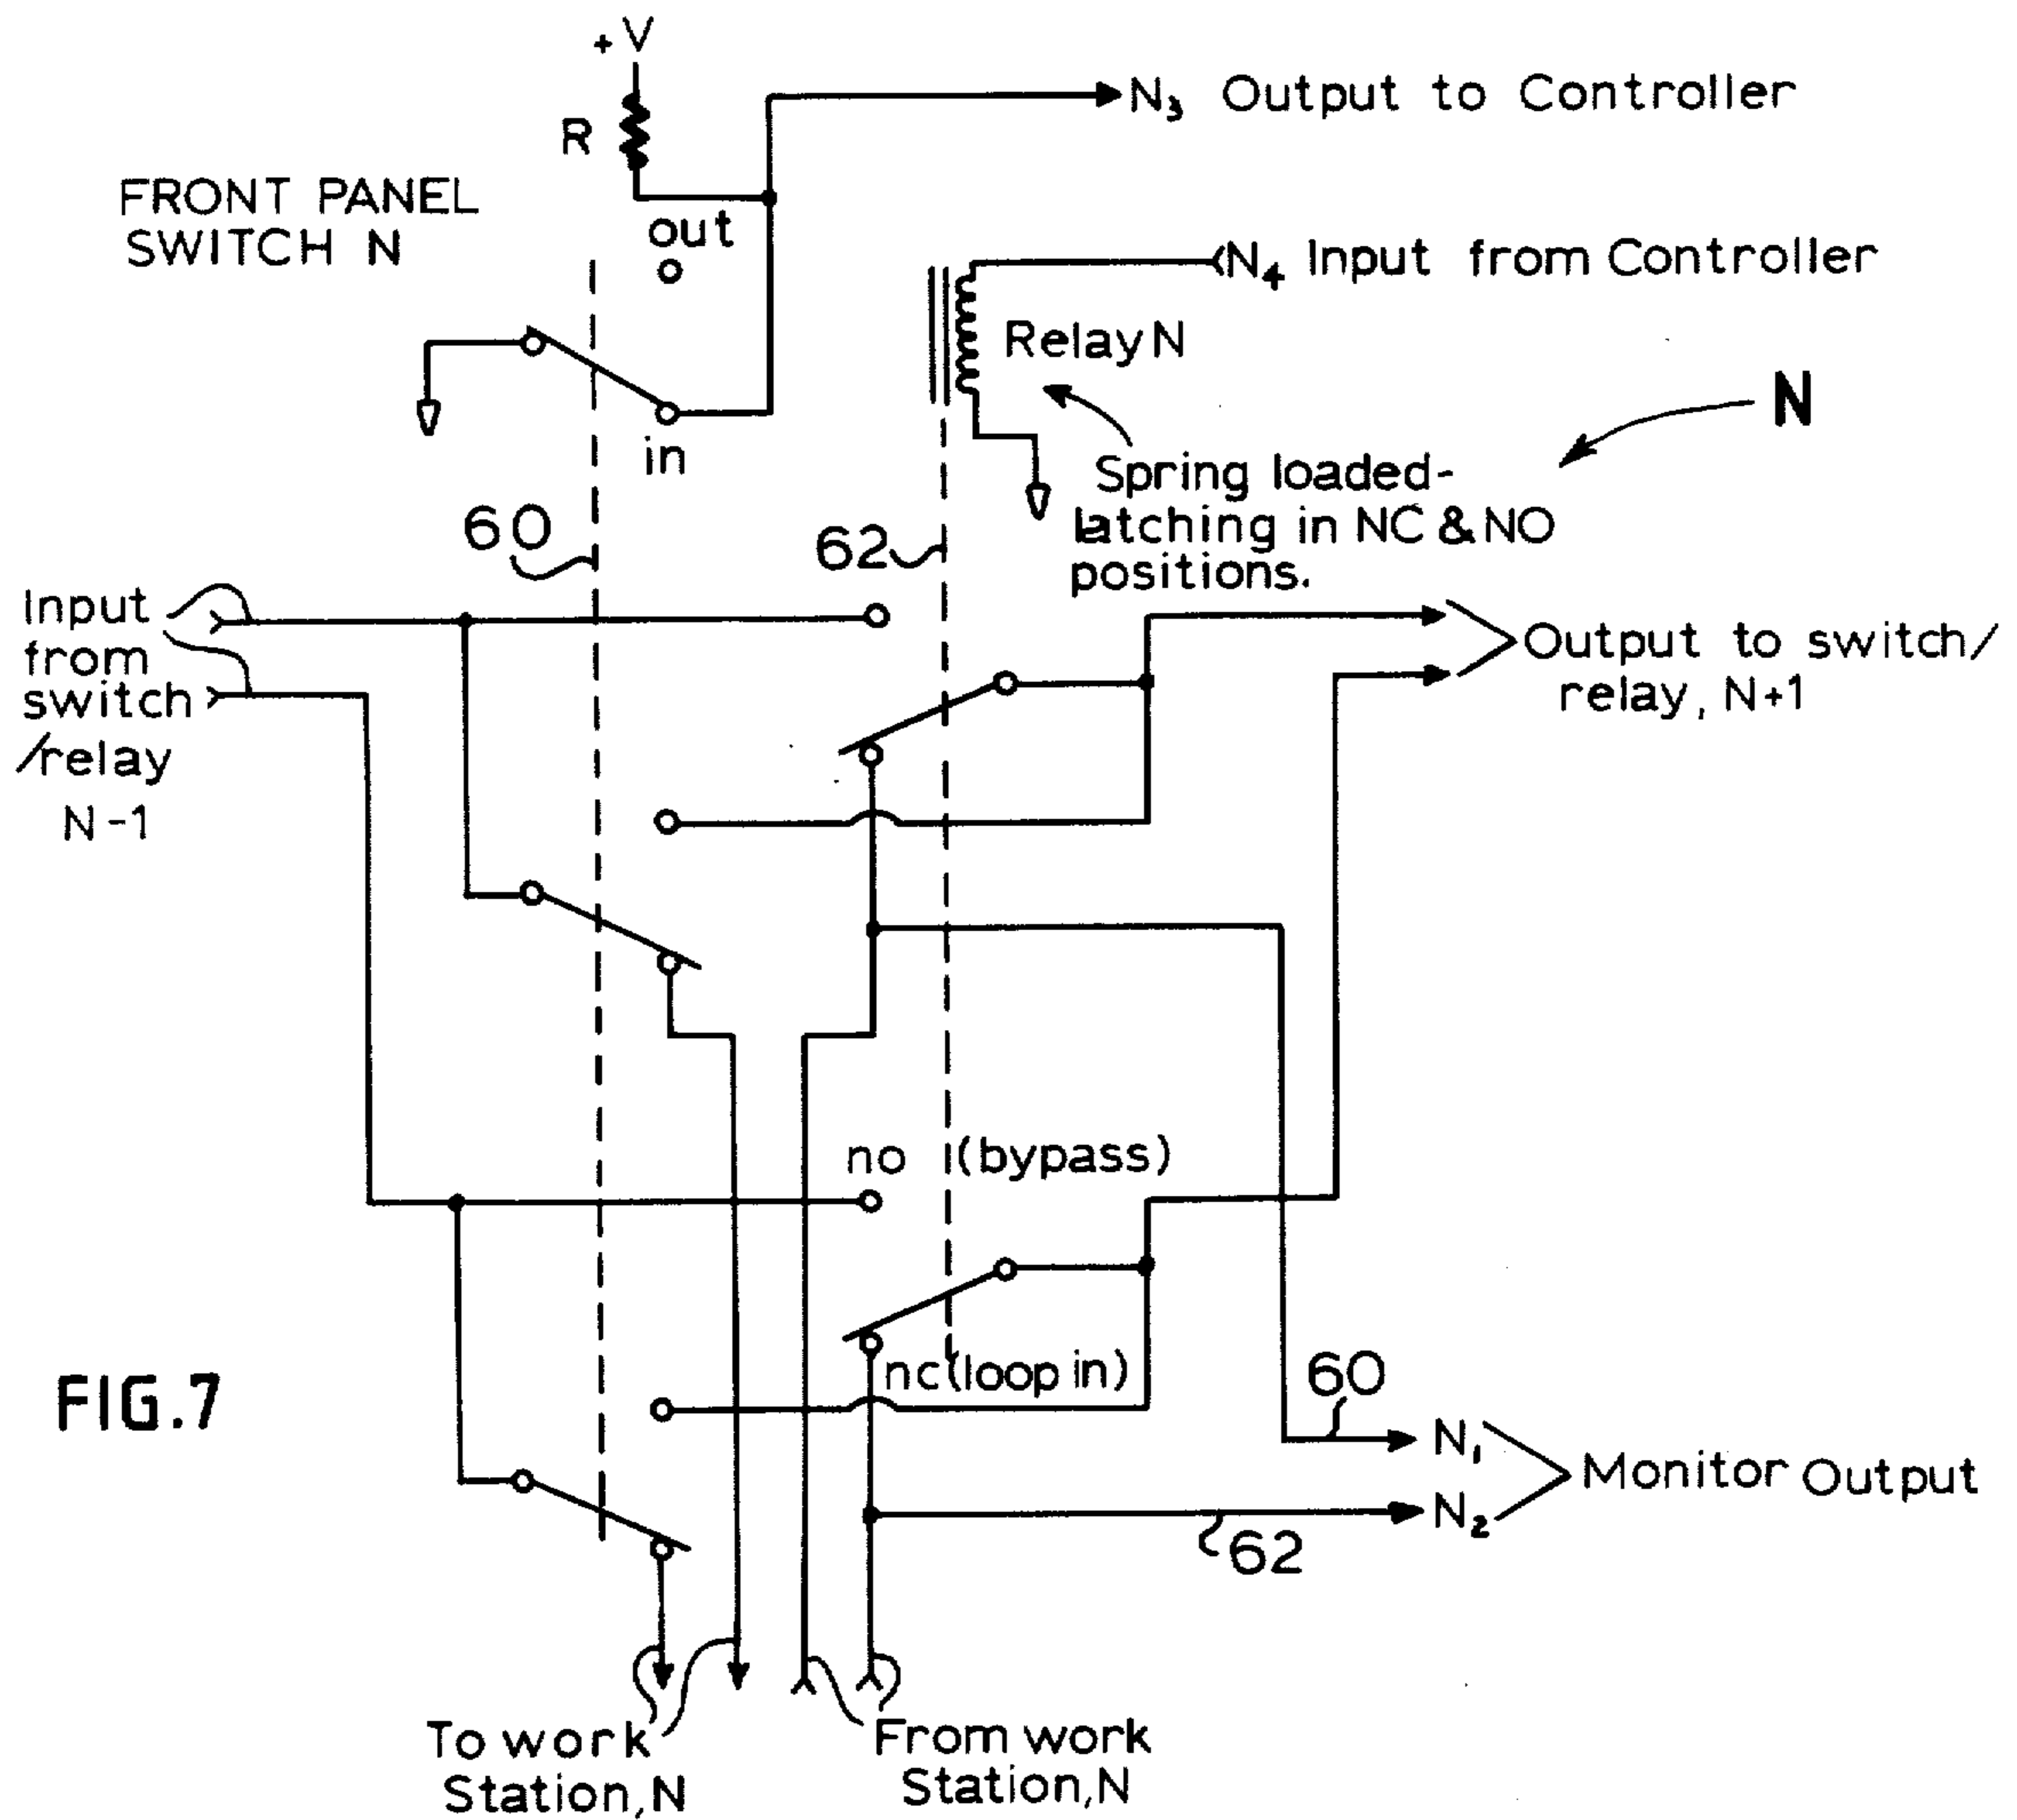 +V
R
N3 Output to Controller
FRONT PANEL
SWITCH N
out
N4 Input from Controller
Relay N
N
in
Spring loaded-
latching in NC & NO
positions.
60
62
Input
from
switch
/relay
N-1
Output to switch/
relay, N+1
no (bypass)
nc (loop in)
FIG.7
60
N1
Monitor Output
N2
62
To work
Station, N
From work
Station, N